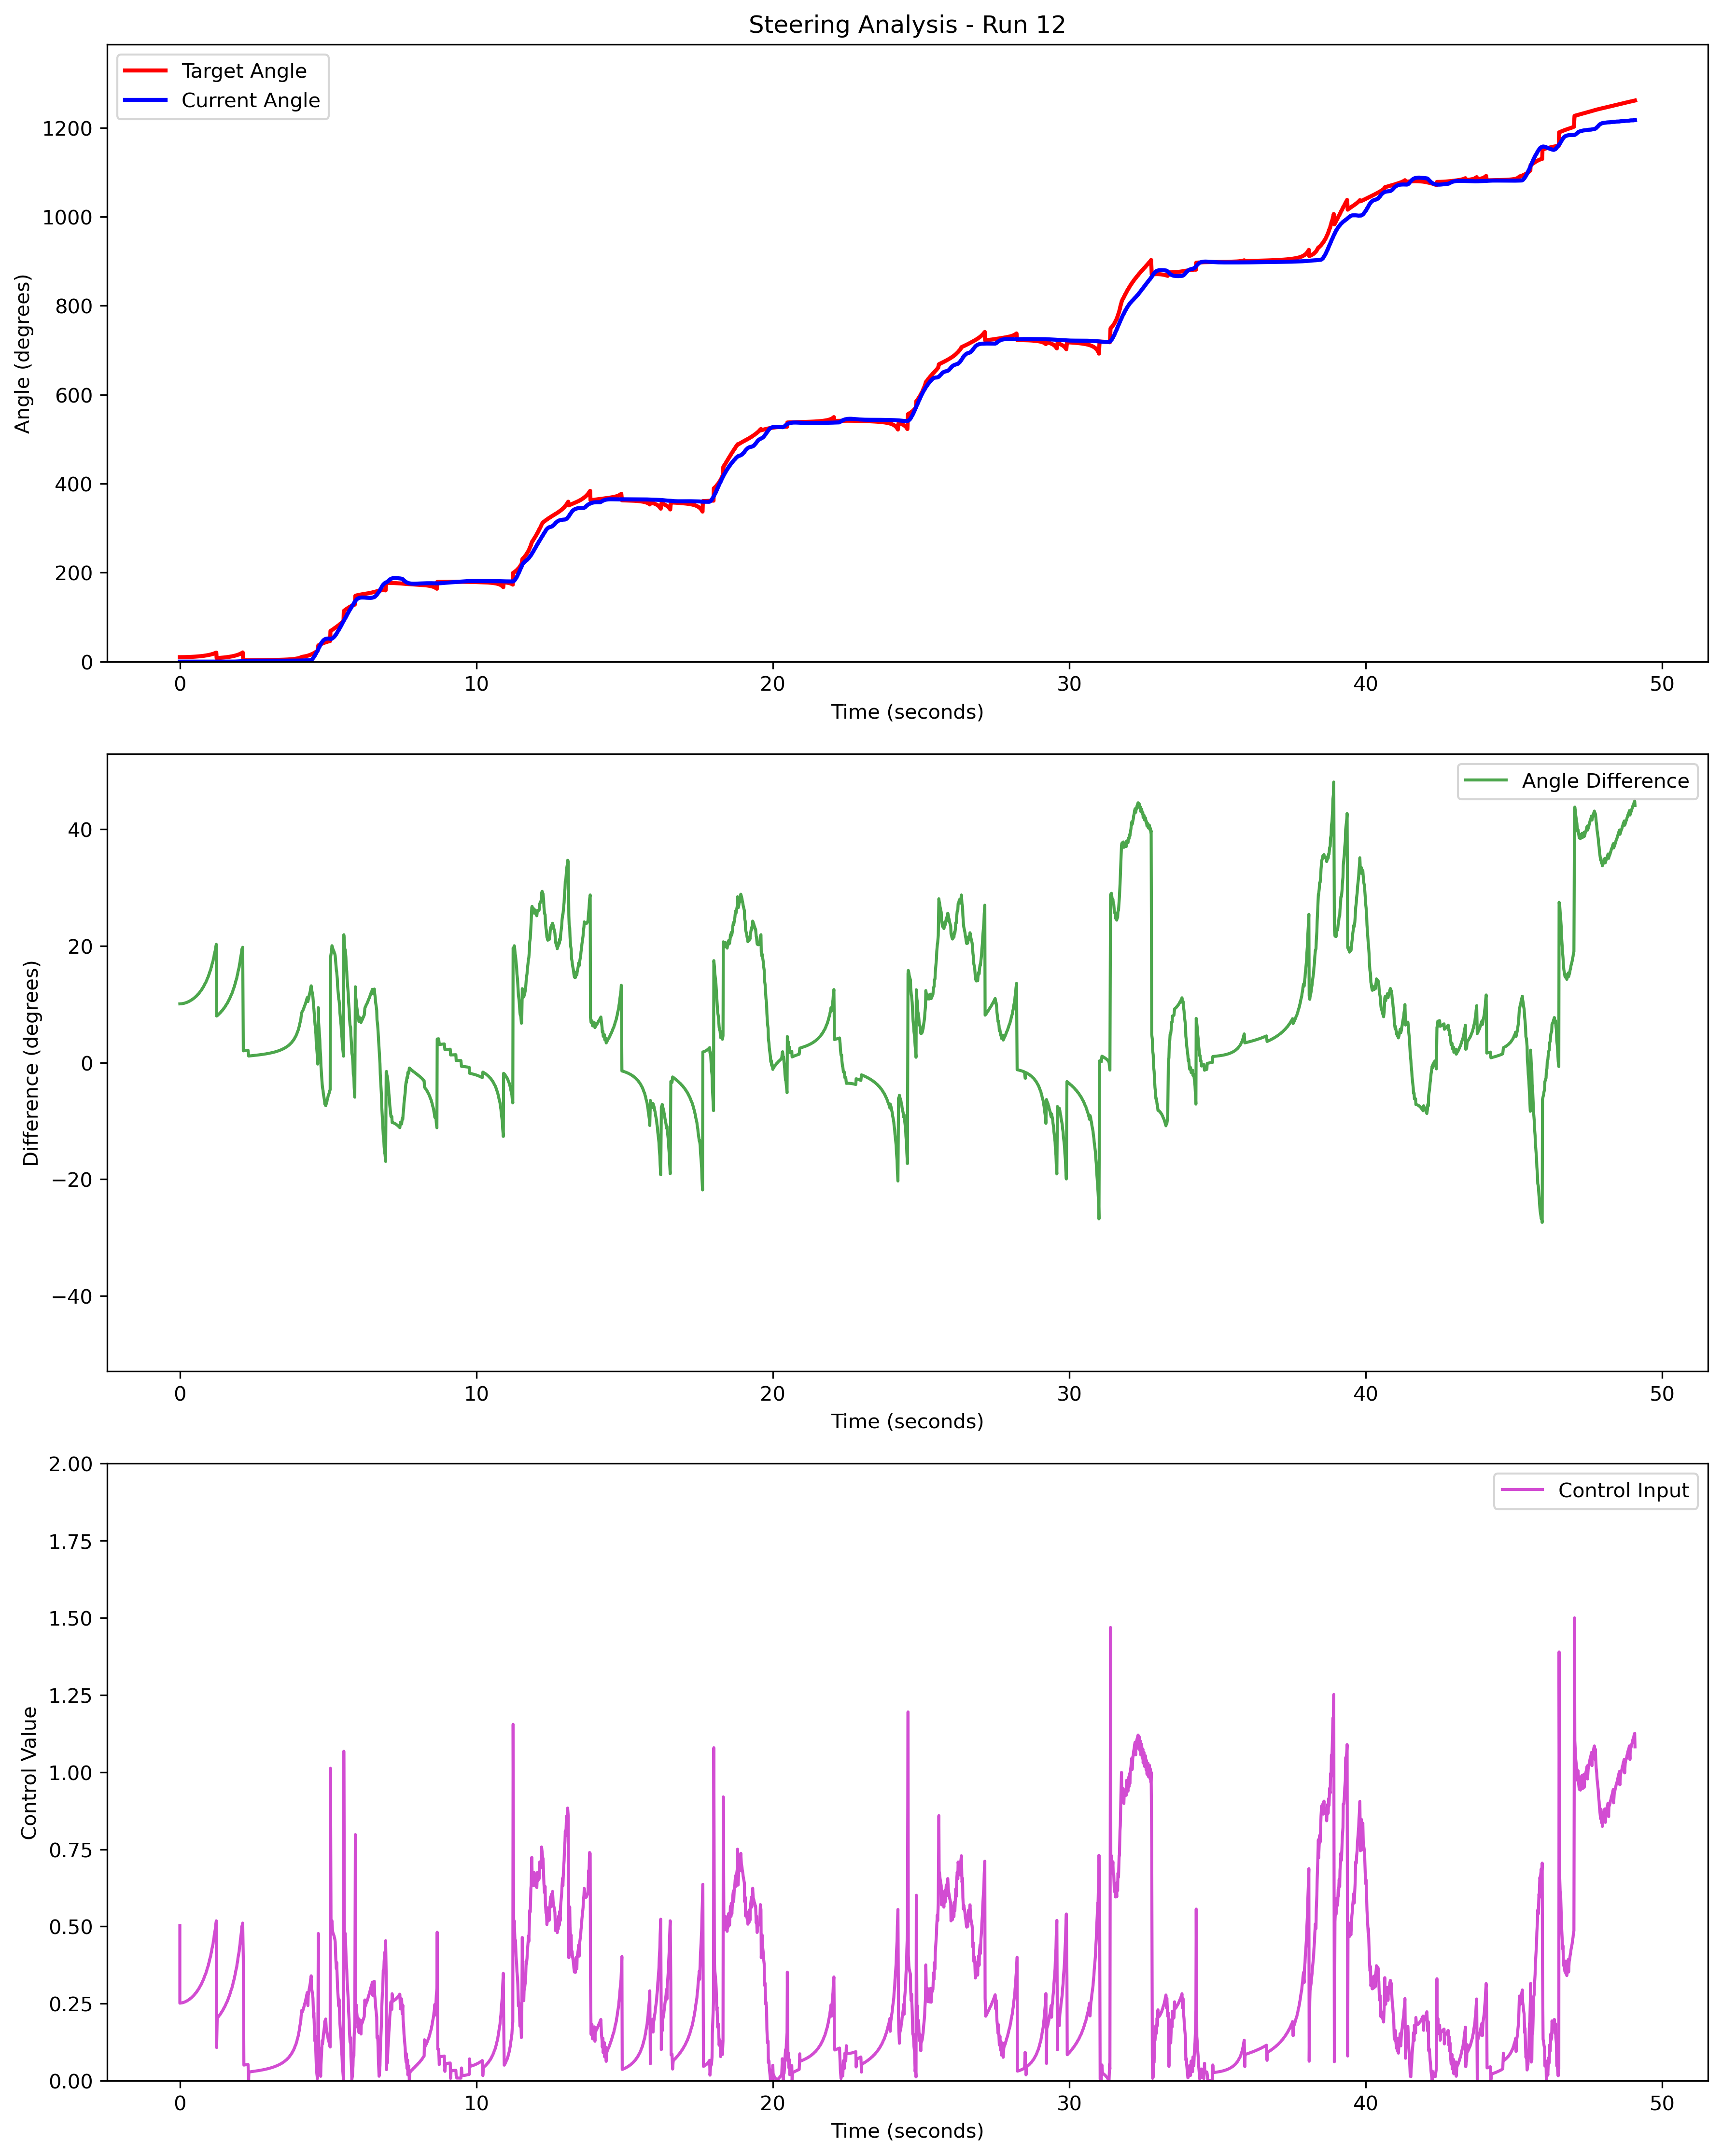 Steering Analysis - Run 12
Target Angle
Current Angle
1200
1000
800
600
400
200
0
Angle (degrees)
0 10 20 30 40 50
Time (seconds)
Angle Difference
40
20
0
−20
−40
Difference (degrees)
0 10 20 30 40 50
Time (seconds)
Control Input
2.00
1.75
1.50
1.25
1.00
0.75
0.50
0.25
0.00
Control Value
0 10 20 30 40 50
Time (seconds)